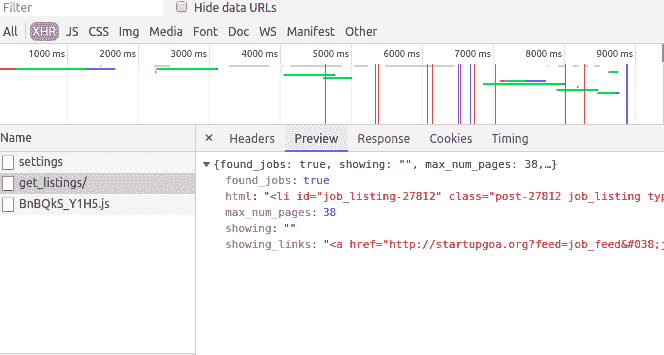 Filter
Hide data URLs
All XHR JS CSS Img Media Font Doc WS Manifest Other
1000 ms 2000 ms 3000 ms 4000 ms 5000 ms 6000 ms 7000 ms 8000 ms 9000 ms
Name
× Headers Preview Response Cookies Timing
settings
get_listings/
BnBQkS_Y1H5.js
▼{found_jobs: true, showing: "", max_num_pages: 38,…}
found_jobs: true
html: "<li id="job_listing-27812" class="post-27812 job_listing typ
max_num_pages: 38
showing: ""
showing_links: "<a href="http://startupgoa.org?feed=job_feed&#038;j